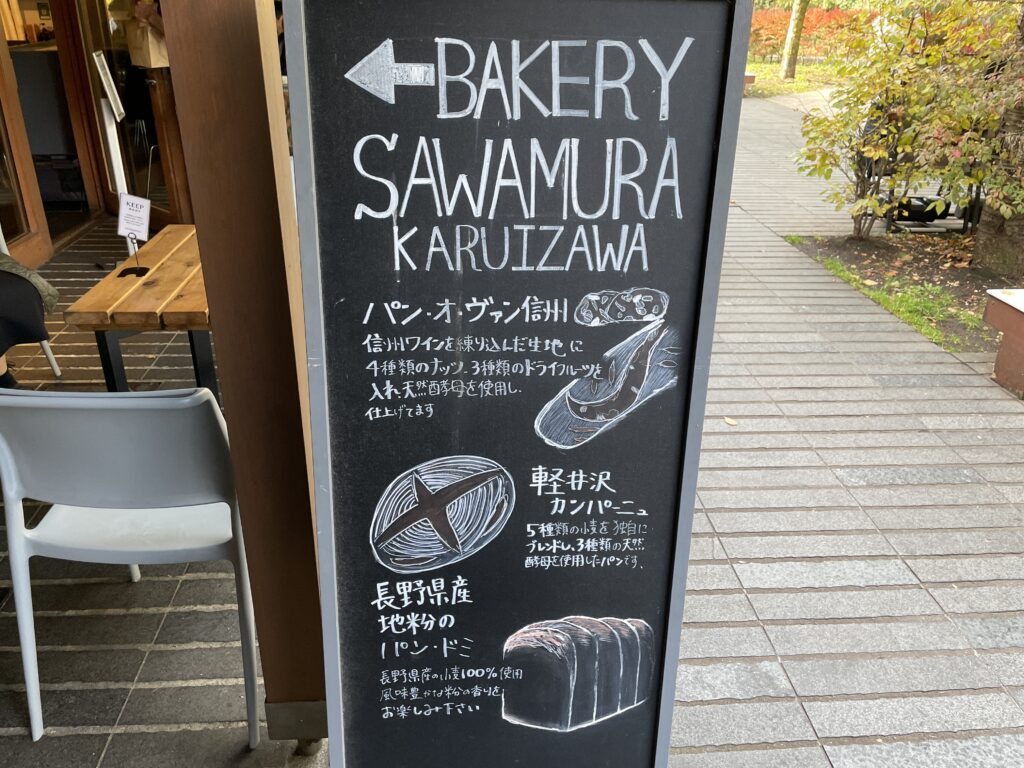 BAKERY
SAWAMURA
KARUIZAWA
パン・オ・ヴァン信州
信州ワインを練り込んだ生地に
4種類のナッツ、3種類のドライフルーツを
入れ、天然酵母を使用し、
仕上げてます
軽井沢
カンパーニュ
5種類の小麦を独自に
ブレンドし、3種類の天然
酵母を使用したパンです、
長野県産
地粉の
パン・ドミ
長野県産の小麦100%使用
風味豊かな粉の香りを
お楽しみ下さい
KEEP